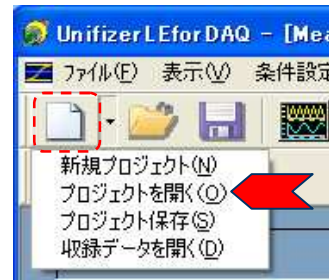 UnifizerLEforDAQ - [Mea
ファイル(F) 表示(V) 条件設定
新規プロジェクト(N)
プロジェクトを開く(O)
プロジェクト保存(S)
収録データを開く(D)